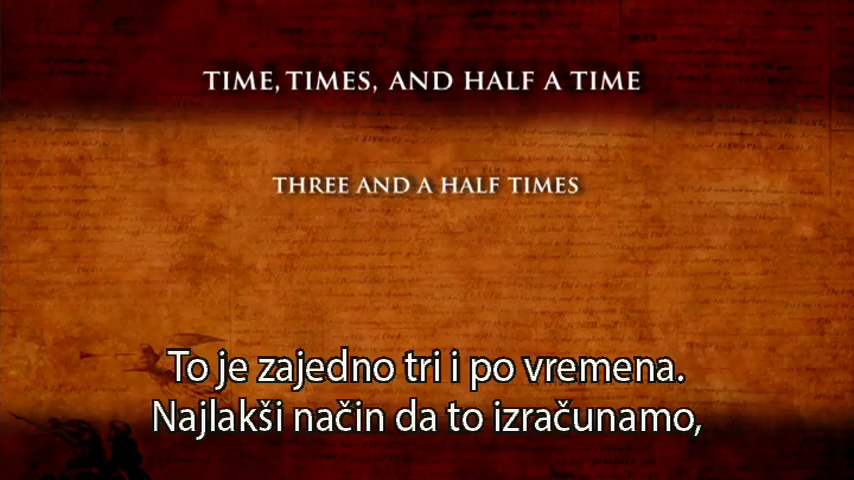 TIME, TIMES, AND HALF A TIME
THREE AND A HALF TIMES
To je zajedno tri i po vremena.
Najlakši način da to izračunamo,